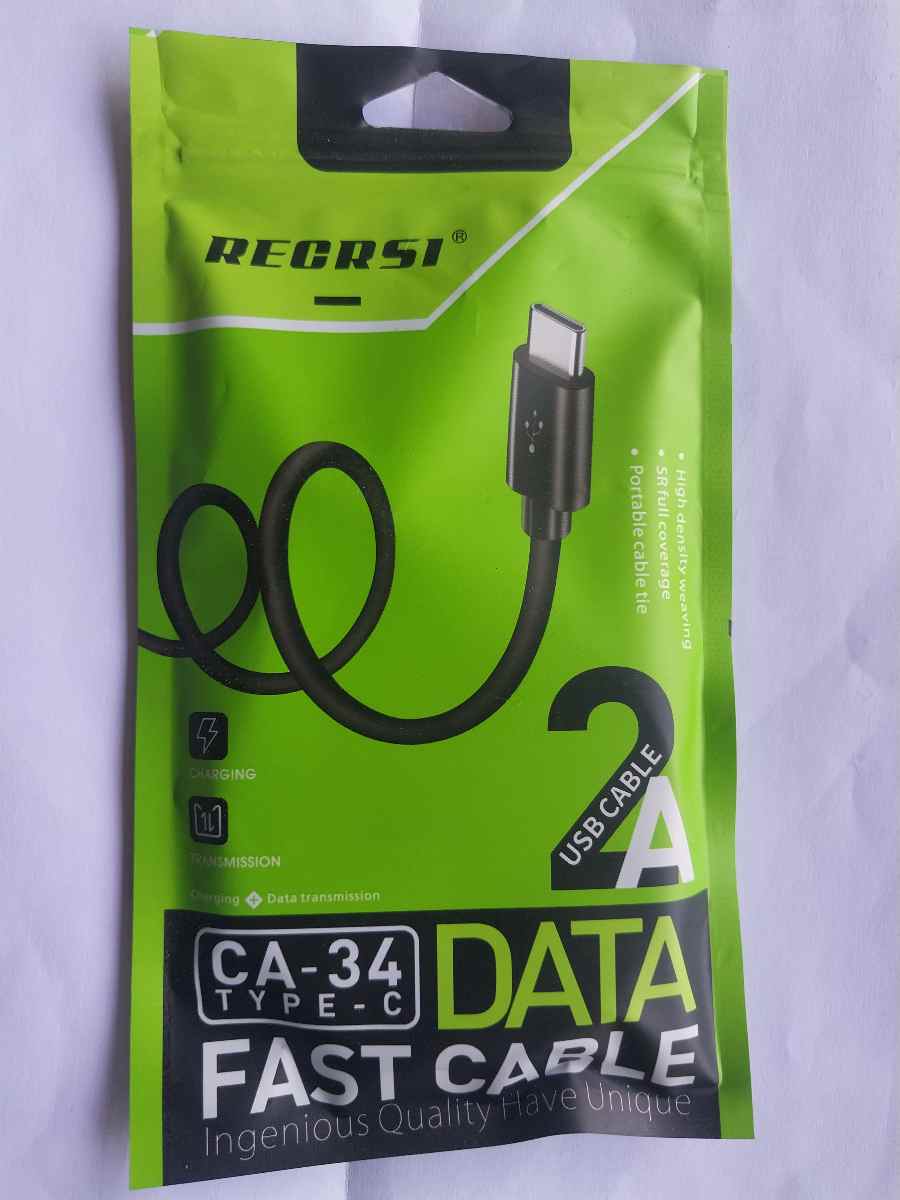 RECRSI®
• High density weaving
• SR full coverage
• Portable cable tie
2A
USB CABLE
CHARGING
TRANSMISSION
Charging + Data transmission
CA-34
TYPE-C
DATA
FAST CABLE
Ingenious Quality Have Unique